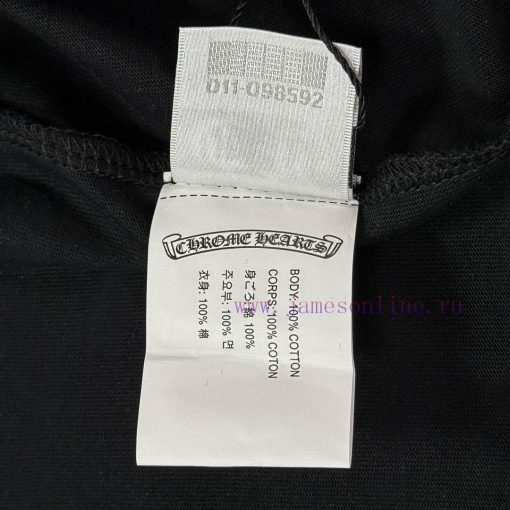 011-098592
CHROME HEARTS
BODY:100% COTTON
CORPS:100% COTON
身ごろ:綿 100%
주요부: 100% 면
衣身: 100% 棉
www.jamesonline.ru